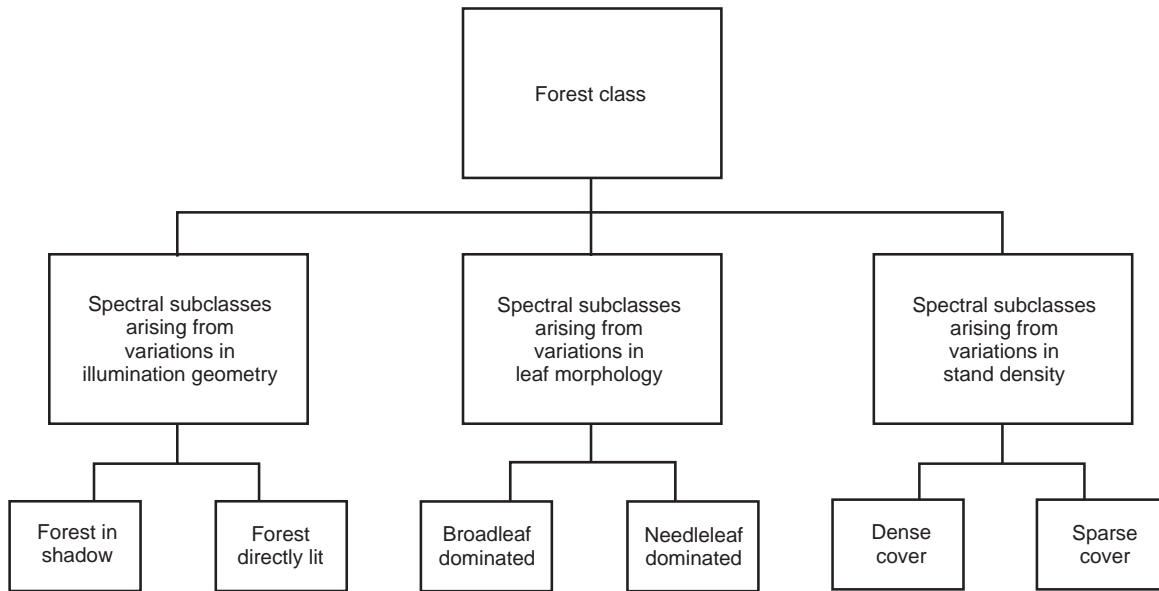 Forest class
Spectral subclasses
arising from
variations in
illumination geometry
Spectral subclasses
arising from
variations in
leaf morphology
Spectral subclasses
arising from
variations in
stand density
Forest in
shadow
Forest
directly lit
Broadleaf
dominated
Needleleaf
dominated
Dense
cover
Sparse
cover